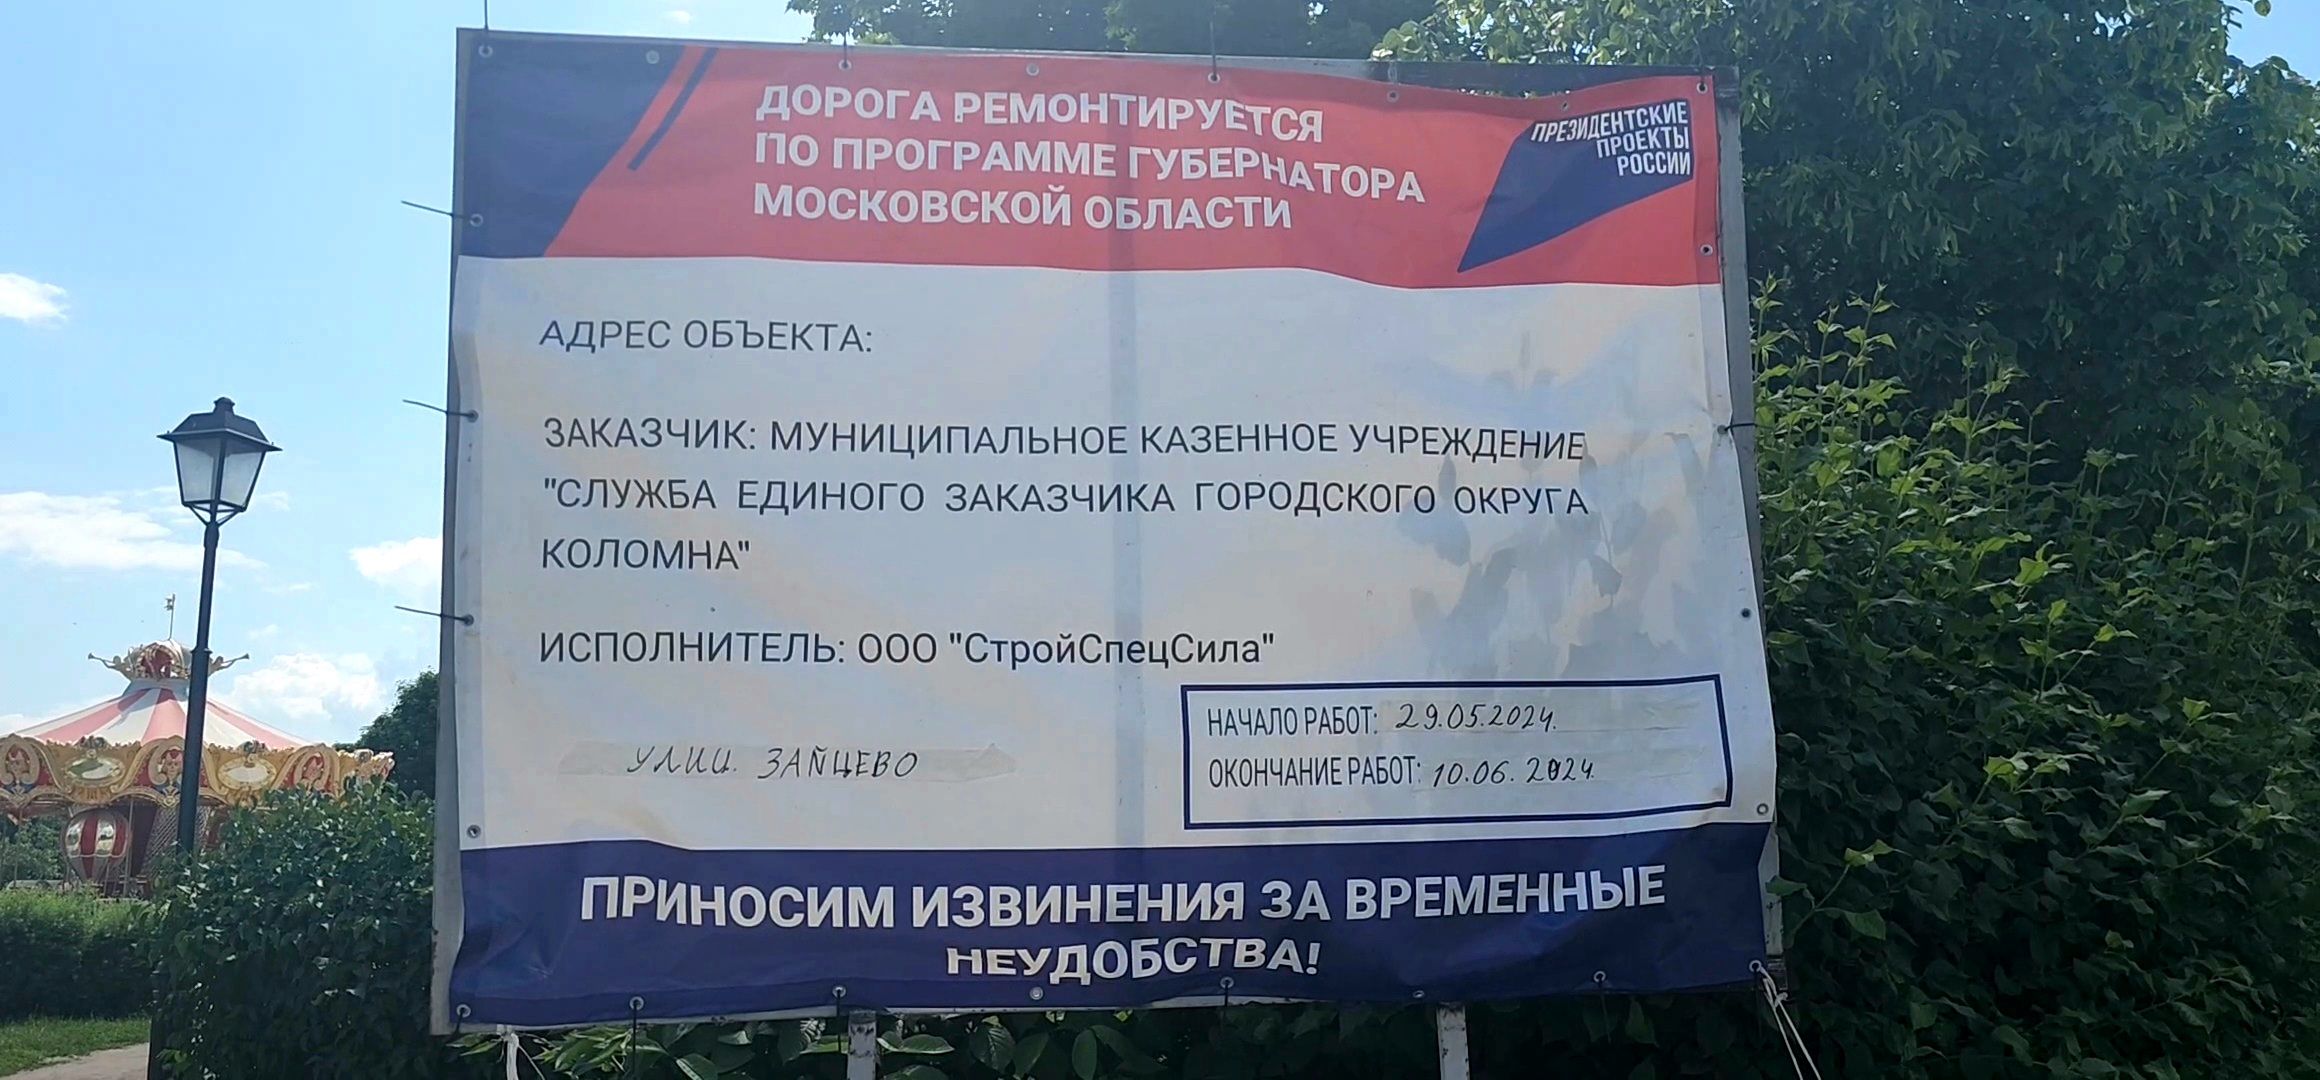 ДОРОГА РЕМОНТИРУЕТСЯ
ПО ПРОГРАММЕ ГУБЕРНАТОРА
МОСКОВСКОЙ ОБЛАСТИ
ПРЕЗИДЕНТСКИЕ
ПРОЕКТЫ
РОССИИ
АДРЕС ОБЪЕКТА:
ЗАКАЗЧИК: МУНИЦИПАЛЬНОЕ КАЗЕННОЕ УЧРЕЖДЕНИЕ
"СЛУЖБА ЕДИНОГО ЗАКАЗЧИКА ГОРОДСКОГО ОКРУГА
КОЛОМНА"
ИСПОЛНИТЕЛЬ: ООО "СтройСпецСила"
УЛИЦ. ЗАЙЦЕВО
НАЧАЛО РАБОТ: 29.05.2024.
ОКОНЧАНИЕ РАБОТ: 10.06.2024.
ПРИНОСИМ ИЗВИНЕНИЯ ЗА ВРЕМЕННЫЕ
НЕУДОБСТВА!